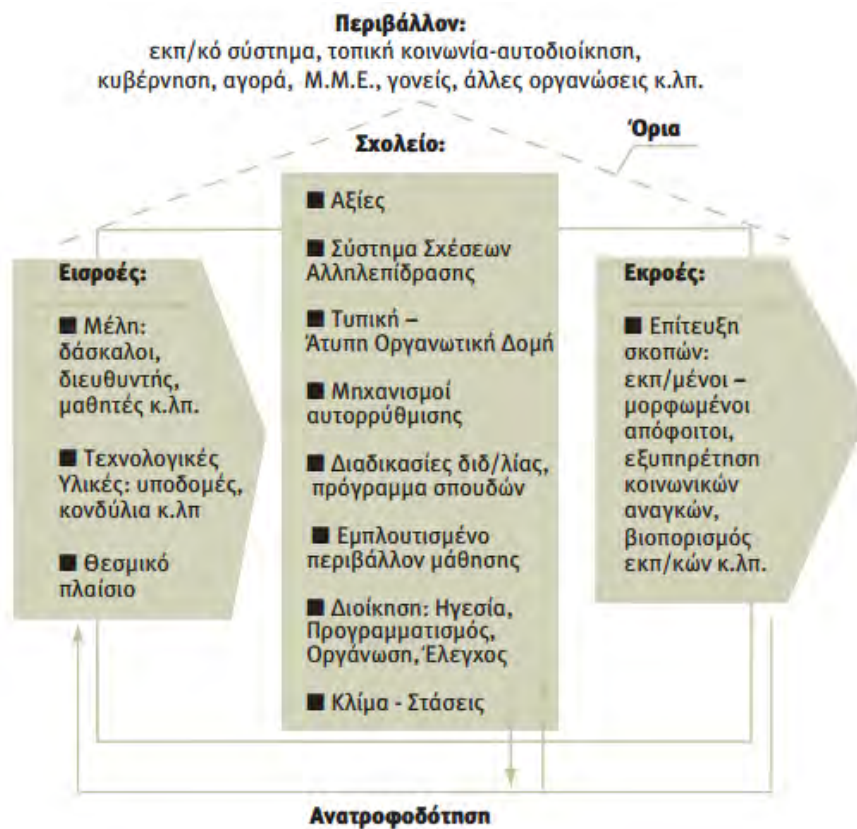 Περιβάλλον:
εκπ/κό σύστημα, τοπική κοινωνία-αυτοδιοίκηση,
κυβέρνηση, αγορά, Μ.Μ.Ε., γονείς, άλλες οργανώσεις κ.λπ.
Όρια
Σχολείο:
■ Αξίες
■ Σύστημα Σχέσεων
Αλληλεπίδρασης
■ Τυπική –
Άτυπη Οργανωτική Δομή
■ Μηχανισμοί
αυτορρύθμισης
■ Διαδικασίες διδ/λίας,
πρόγραμμα σπουδών
■ Εμπλουτισμένο
περιβάλλον μάθησης
■ Διοίκηση: Ηγεσία,
Προγραμματισμός,
Οργάνωση, Έλεγχος
■ Κλίμα - Στάσεις
Εισροές:
■ Μέλη:
δάσκαλοι,
διευθυντής,
μαθητές κ.λπ.
■ Τεχνολογικές
Υλικές: υποδομές,
κονδύλια κ.λπ
■ Θεσμικό
πλαίσιο
Εκροές:
■ Επίτευξη
σκοπών:
εκπ/μένοι –
μορφωμένοι
απόφοιτοι,
εξυπηρέτηση
κοινωνικών
αναγκών,
βιοπορισμός
εκπ/κών κ.λπ.
Ανατροφοδότηση